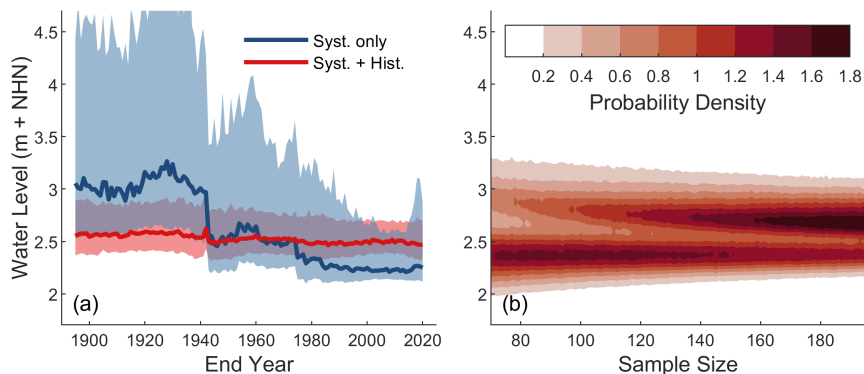 4.5
4
3.5
3
2.5
2
Water Level (m + NHN)
Syst. only
Syst. + Hist.
(a)
1900 1920 1940 1960 1980 2000 2020
End Year
4.5
4
3.5
3
2.5
2
0.2 0.4 0.6 0.8 1 1.2 1.4 1.6 1.8
Probability Density
(b)
80 100 120 140 160 180
Sample Size